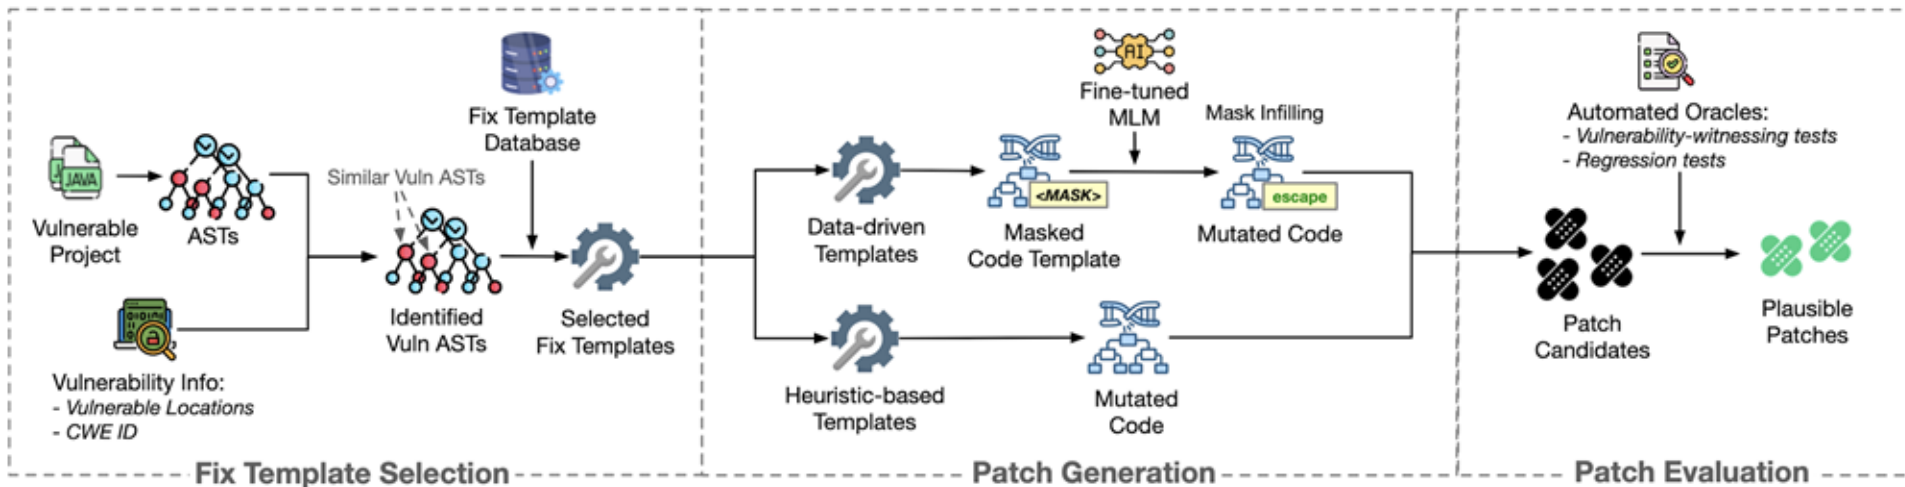 Fix Template
Database
JAVA
Vulnerable
Project
ASTs
Similar Vuln ASTs
Identified
Vuln ASTs
Selected
Fix Templates
Vulnerability Info:
- Vulnerable Locations
- CWE ID
Fix Template Selection
AI
Fine-tuned
MLM
Mask Infilling
Data-driven
Templates
<MASK>
Masked
Code Template
escape
Mutated Code
Heuristic-based
Templates
Mutated
Code
Patch Generation
Automated Oracles:
- Vulnerability-witnessing tests
- Regression tests
Patch
Candidates
Plausible
Patches
Patch Evaluation